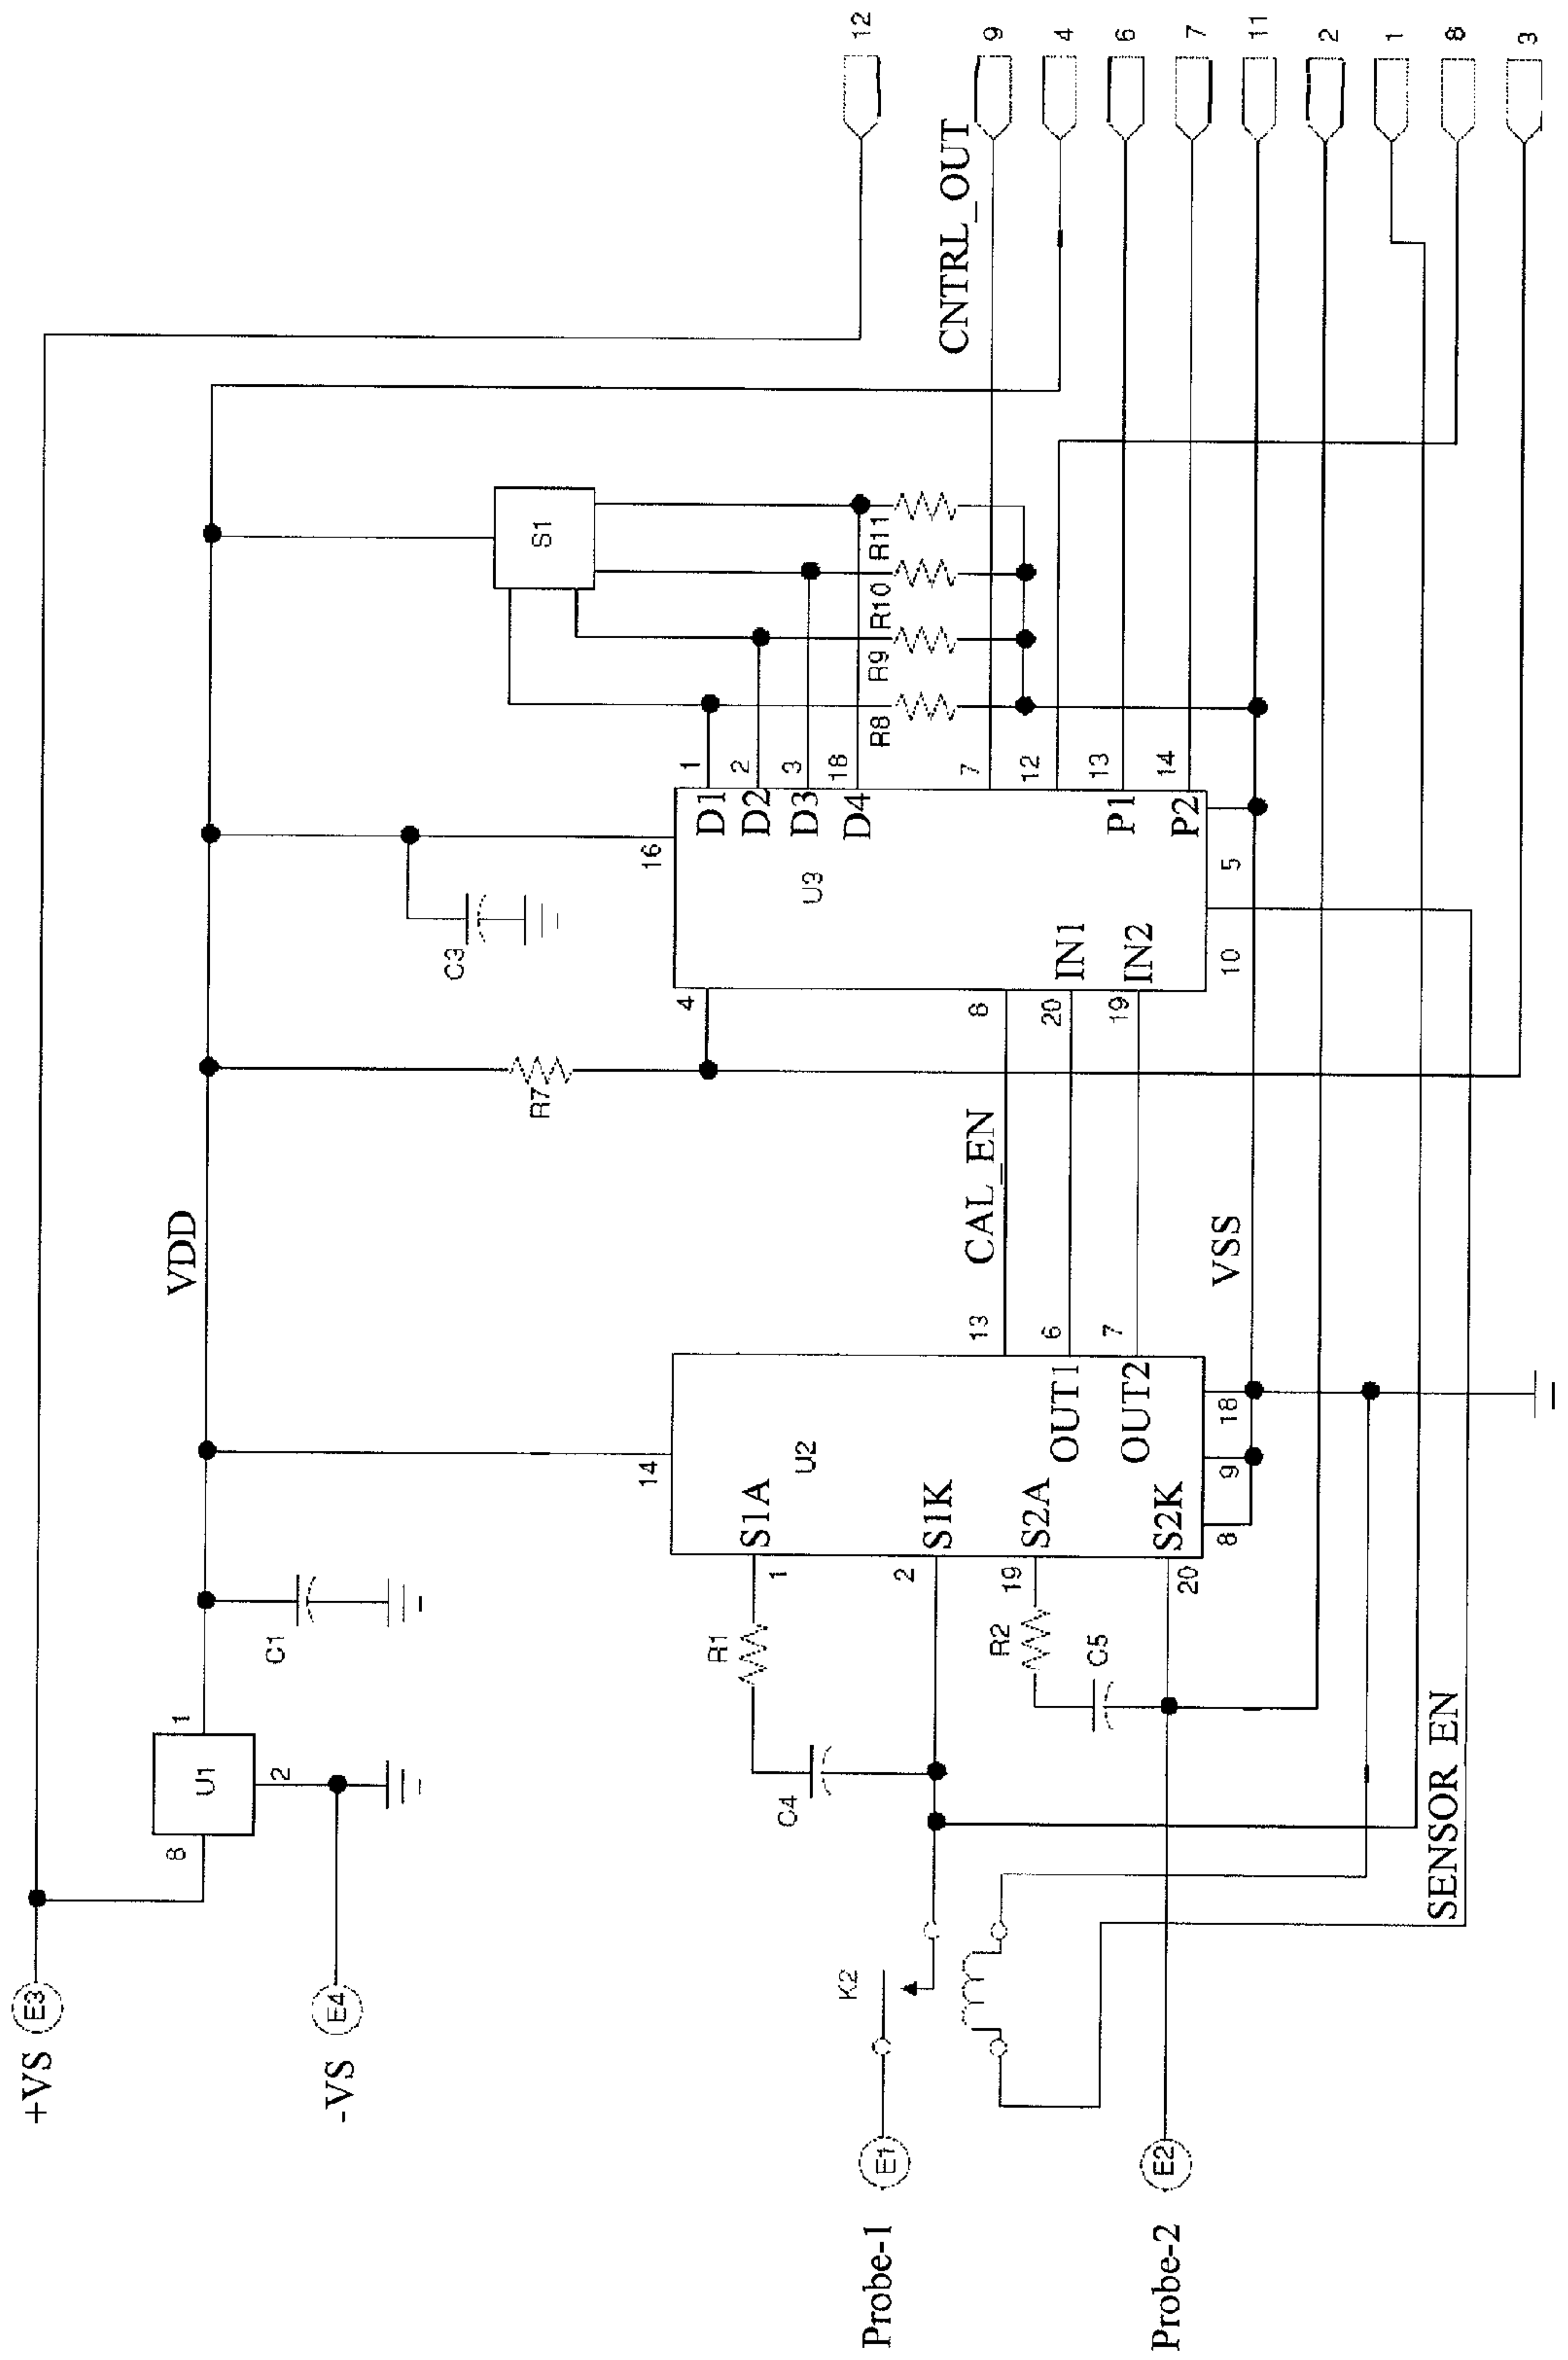 +VS
E3
12
-VS
E4
8
U1
1
2
C1
VDD
C3
R7
S1
14
U2
S1A
S1K
S2A
S2K
OUT1
OUT2
1
2
19
20
R1
C4
R2
C5
13
6
7
8
9
18
CAL_EN
VSS
4
8
20
19
16
U3
IN1
IN2
D1
D2
D3
D4
P1
P2
1
2
3
18
7
12
13
14
5
10
R8
R9
R10
R11
CNTRL_OUT
9
4
6
7
11
2
1
8
3
K2
Probe-1
E1
Probe-2
E2
SENSOR EN